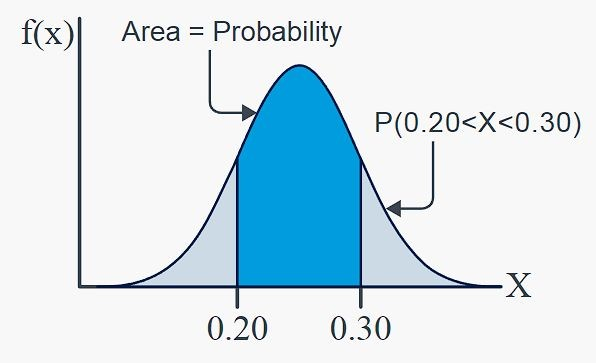 f(x)
Area = Probability
P(0.20<X<0.30)
X
0.20
0.30